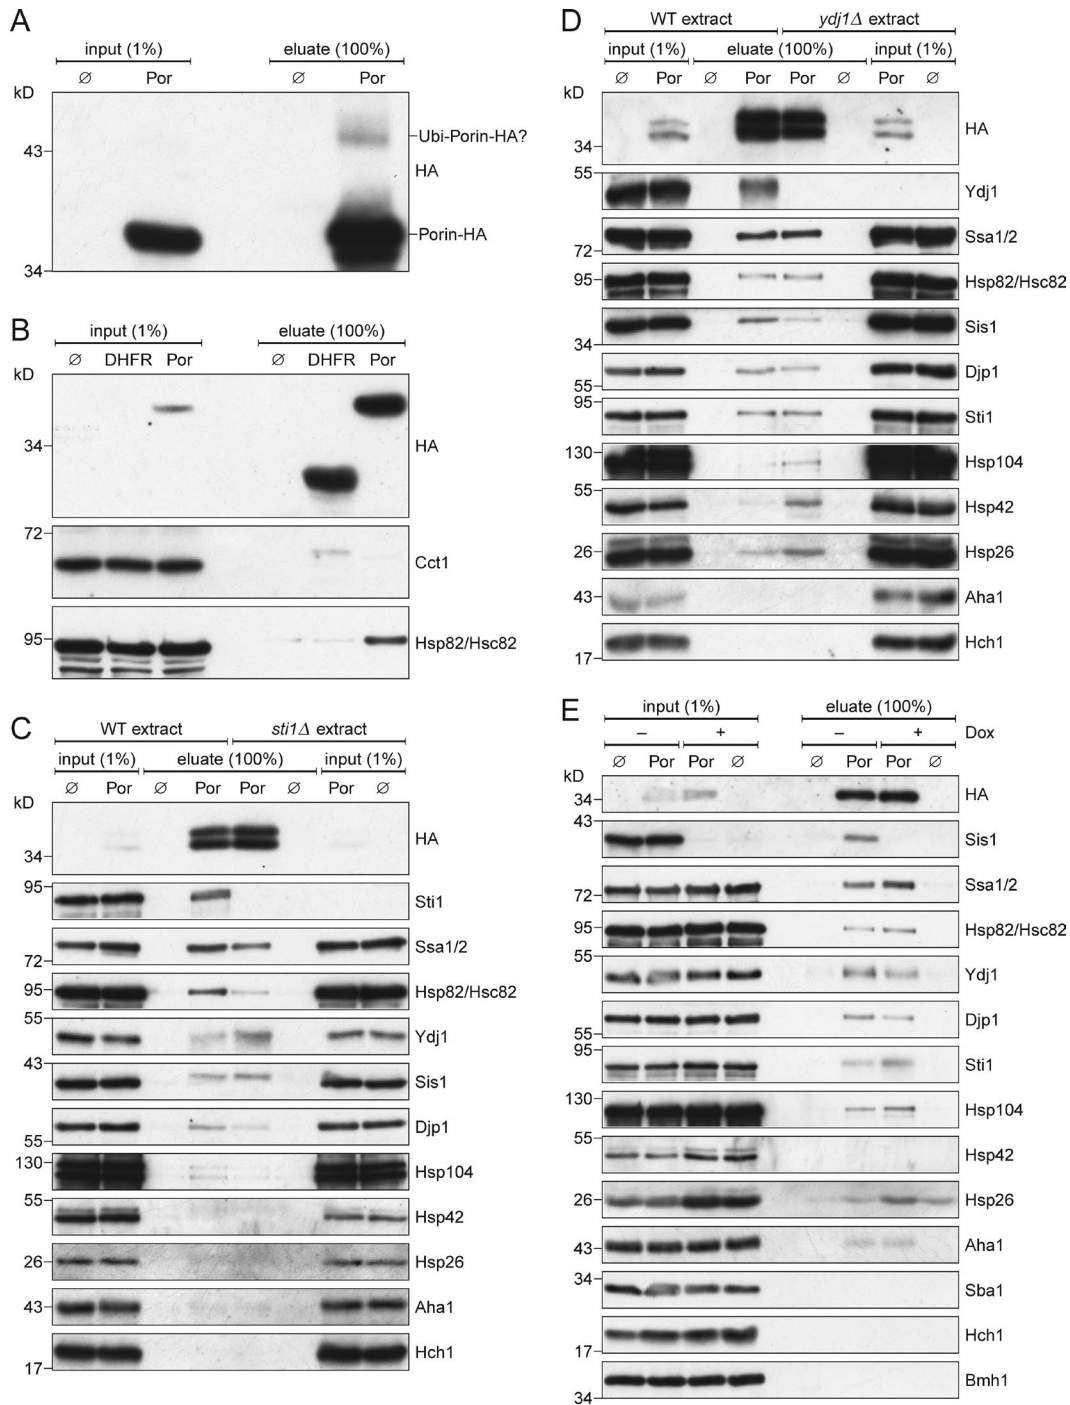 A
input (1%) eluate (100%)
∅ Por ∅ Por
kD
Ubi-Porin-HA?
43
HA
Porin-HA
34
B
input (1%) eluate (100%)
∅ DHFR Por ∅ DHFR Por
kD
34
HA
72
Cct1
95
Hsp82/Hsc82
C
WT extract sti1Δ extract
input (1%) eluate (100%) input (1%)
∅ Por ∅ Por Por ∅ Por ∅
kD
HA
34
95
Sti1
Ssa1/2
72
95
Hsp82/Hsc82
55
Ydj1
43
Sis1
Djp1
55
130
Hsp104
55
Hsp42
26
Hsp26
43
Aha1
Hch1
17
D
WT extract ydj1Δ extract
input (1%) eluate (100%) input (1%)
∅ Por ∅ Por Por ∅ Por ∅
kD
HA
34
55
Ydj1
Ssa1/2
72
95
Hsp82/Hsc82
Sis1
34
Djp1
55
95
Sti1
130
Hsp104
55
Hsp42
26
Hsp26
43
Aha1
Hch1
17
E
input (1%) eluate (100%)
– + – + Dox
∅ Por Por ∅ ∅ Por Por ∅
kD
34
HA
43
Sis1
Ssa1/2
72
95
Hsp82/Hsc82
55
Ydj1
Djp1
55
95
Sti1
130
Hsp104
55
Hsp42
26
Hsp26
43
Aha1
34
Sba1
Hch1
17
Bmh1
34